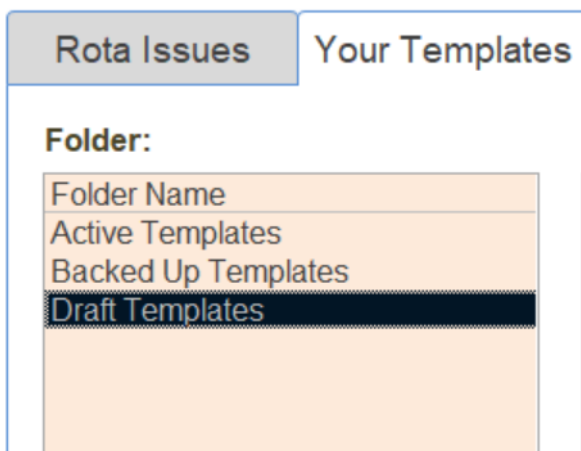 Rota Issues
Your Templates
Folder:
Folder Name
Active Templates
Backed Up Templates
Draft Templates